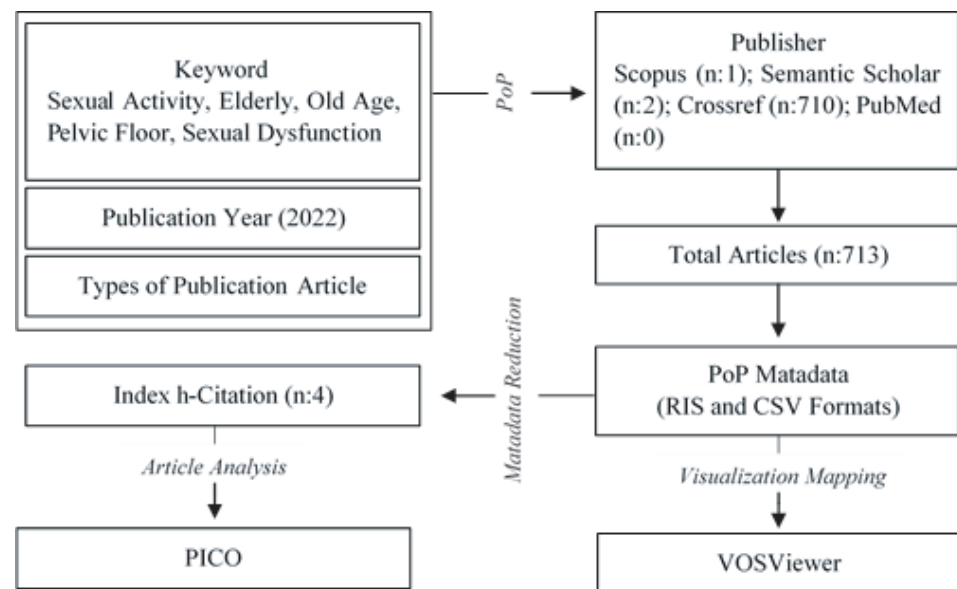 Keyword
Sexual Activity, Elderly, Old Age,
Pelvic Floor, Sexual Dysfunction
Publication Year (2022)
Types of Publication Article
PoP
Publisher
Scopus (n:1); Semantic Scholar
(n:2); Crossref (n:710); PubMed
(n:0)
Total Articles (n:713)
PoP Matadata
(RIS and CSV Formats)
Matadata Reduction
Index h-Citation (n:4)
Article Analysis
PICO
Visualization Mapping
VOSViewer